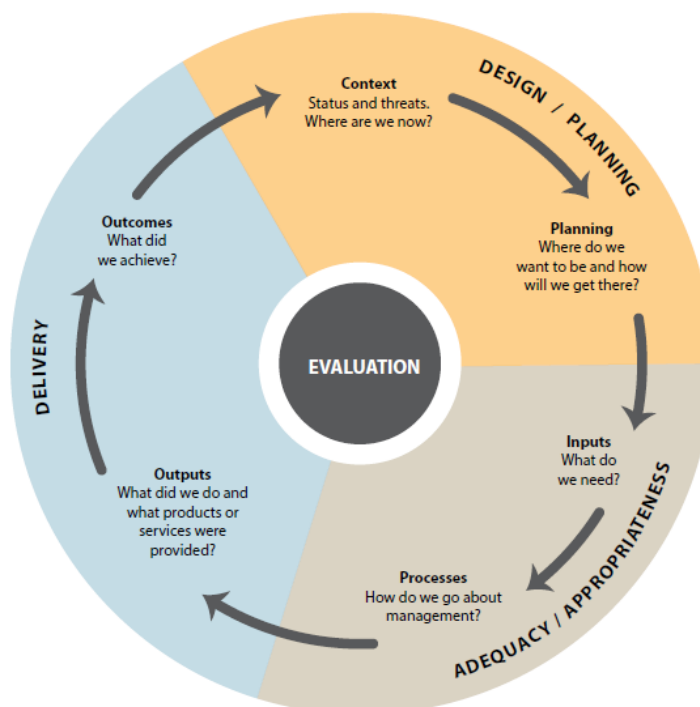 Context
Status and threats.
Where are we now?
DESIGN / PLANNING
Planning
Where do we
want to be and how
will we get there?
Inputs
What do
we need?
ADEQUACY / APPROPRIATENESS
Processes
How do we go about
management?
Outputs
What did we do and
what products or
services were
provided?
DELIVERY
Outcomes
What did
we achieve?
EVALUATION